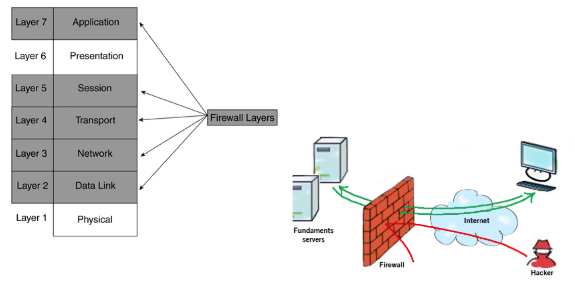 Layer 7 Application
Layer 6 Presentation
Layer 5 Session
Layer 4 Transport
Layer 3 Network
Layer 2 Data Link
Layer 1 Physical
Firewall Layers
Fundaments
servers
Firewall
Internet
Hacker